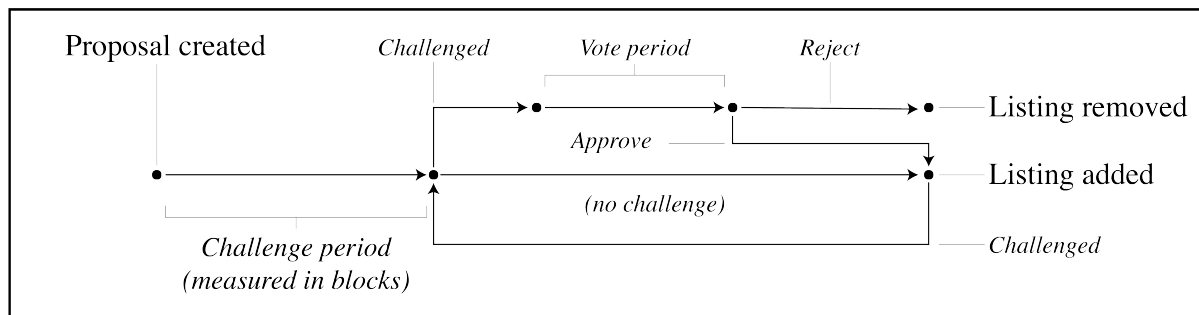 Proposal created
Challenged
Vote period
Reject
Listing removed
Approve
Listing added
(no challenge)
Challenge period
(measured in blocks)
Challenged